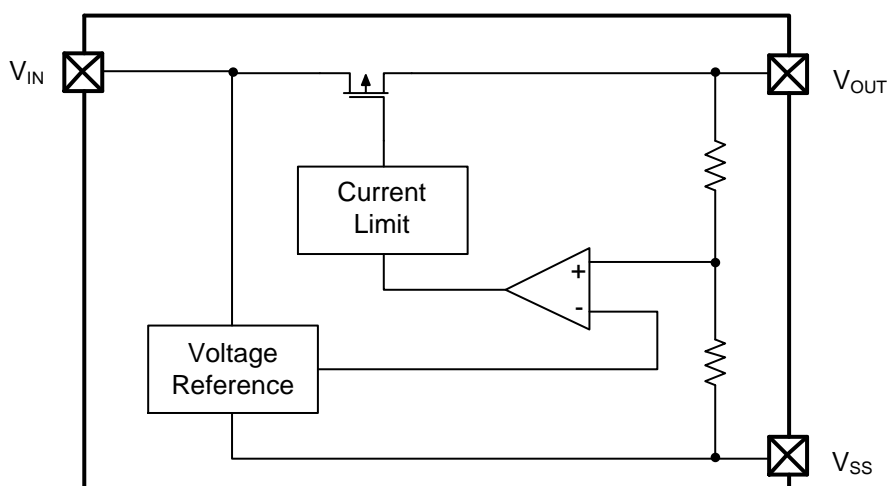 VIN
VOUT
Current
Limit
+
-
Voltage
Reference
VSS